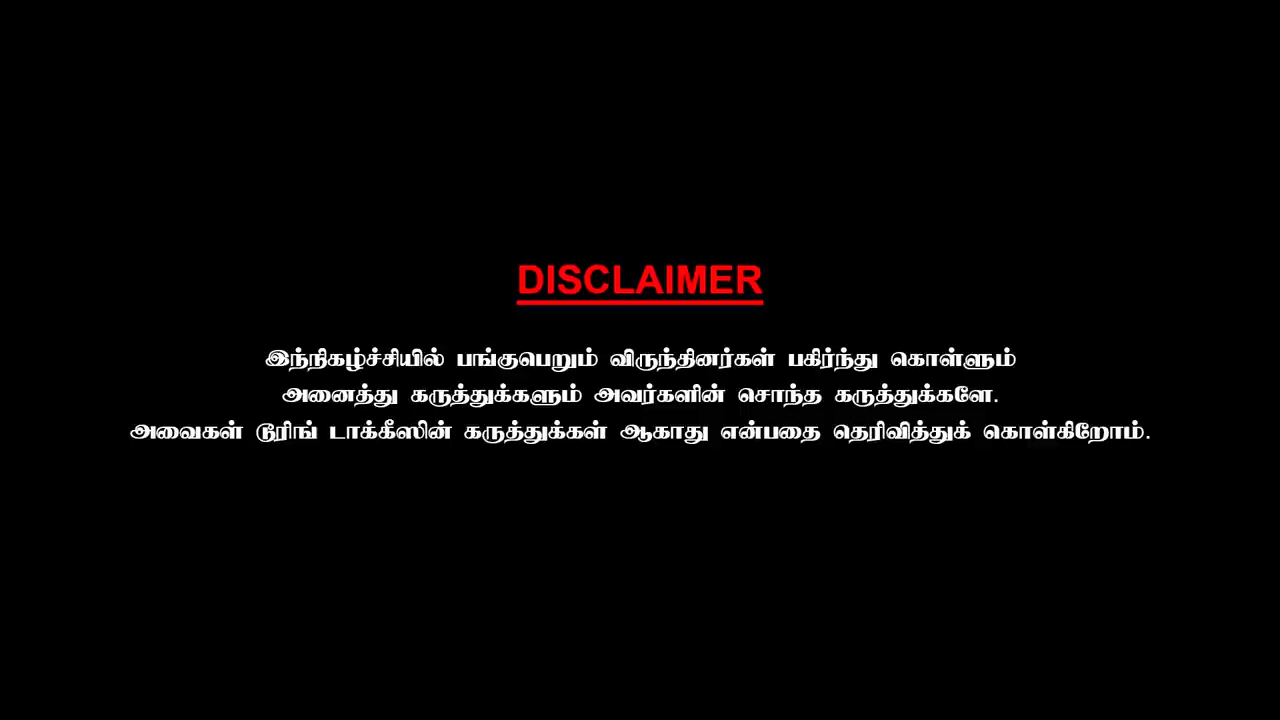 DISCLAIMER
இந்நிகழ்ச்சியில் பங்குபெறும் விருந்தினர்கள் பகிர்ந்து கொள்ளும்
அனைத்து கருத்துக்களும் அவர்களின் சொந்த கருத்துக்களே.
அவைகள் டூரிங் டாக்கீஸின் கருத்துக்கள் ஆகாது என்பதை தெரிவித்துக் கொள்கிறோம்.